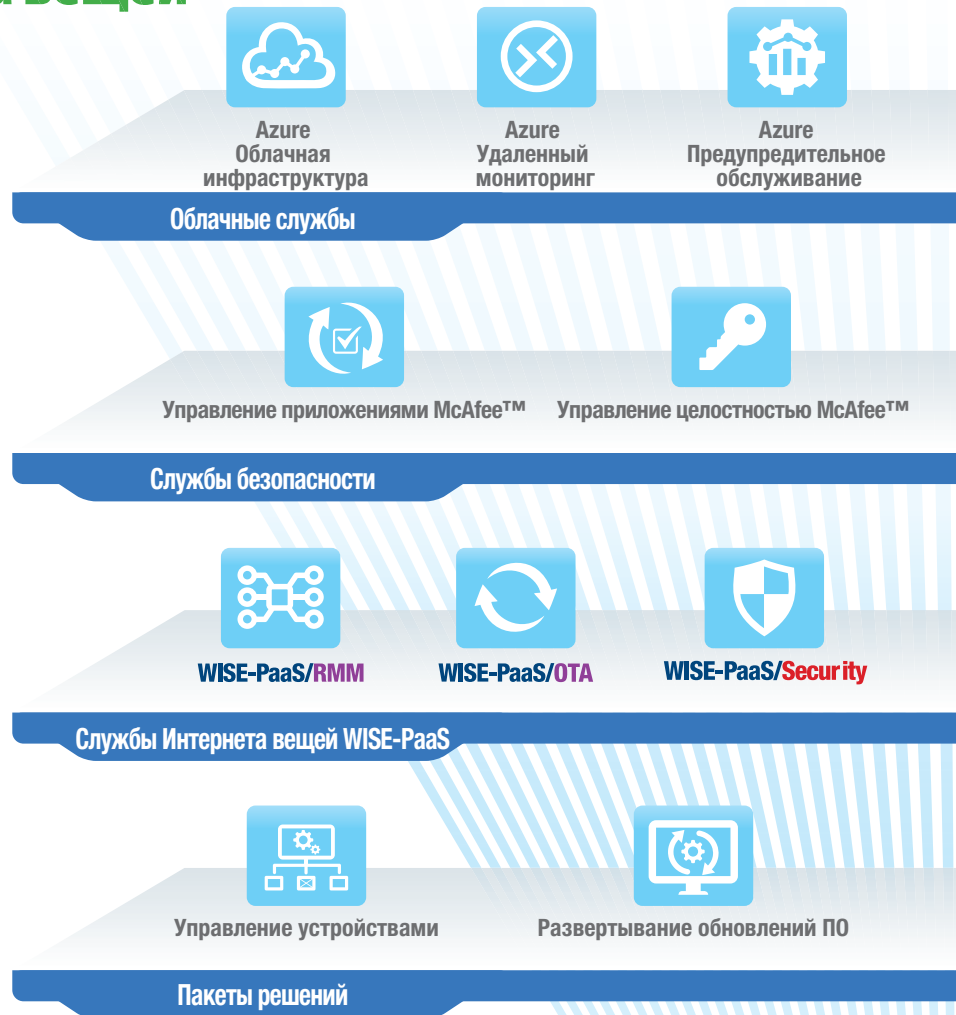 вещей
Azure
Облачная
инфраструктура
Azure
Удаленный
мониторинг
Azure
Предупредительное
обслуживание
Облачные службы
Управление приложениями McAfee™
Управление целостностью McAfee™
Службы безопасности
WISE-PaaS/RMM
WISE-PaaS/OTA
WISE-PaaS/Security
Службы Интернета вещей WISE-PaaS
Управление устройствами
Развертывание обновлений ПО
Пакеты решений